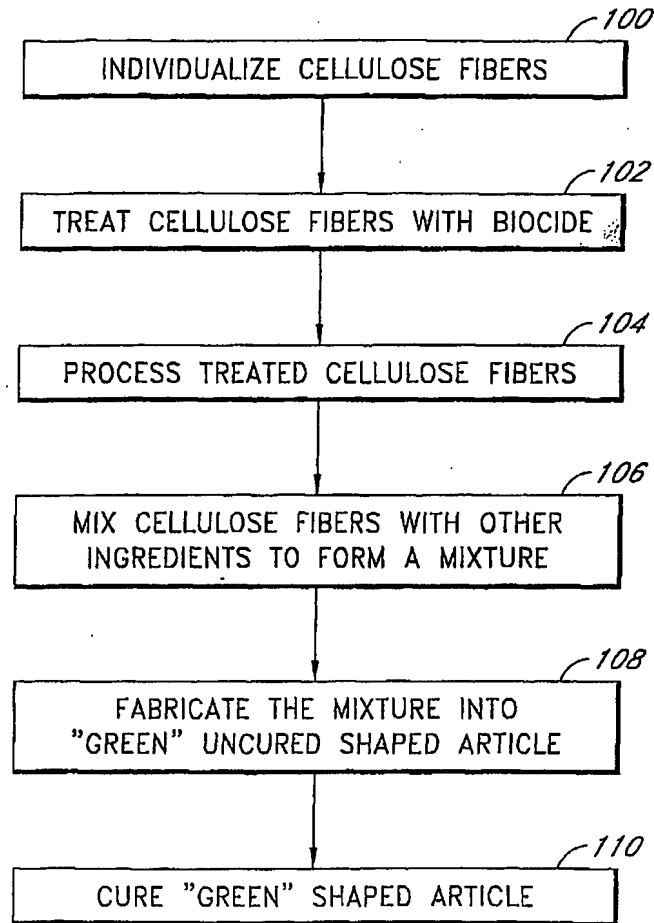 100
INDIVIDUALIZE CELLULOSE FIBERS
102
TREAT CELLULOSE FIBERS WITH BIOCIDE
104
PROCESS TREATED CELLULOSE FIBERS
106
MIX CELLULOSE FIBERS WITH OTHER
INGREDIENTS TO FORM A MIXTURE
108
FABRICATE THE MIXTURE INTO
"GREEN" UNCURED SHAPED ARTICLE
110
CURE "GREEN" SHAPED ARTICLE